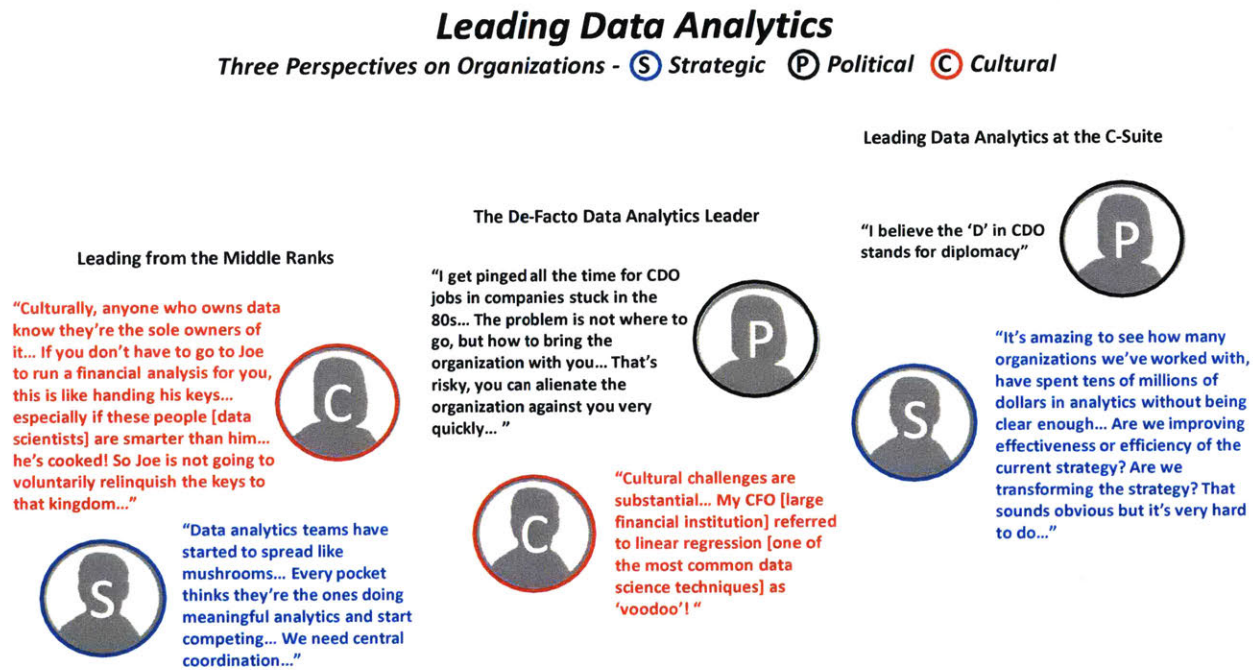 Leading Data Analytics
Three Perspectives on Organizations - S Strategic P Political C Cultural
Leading from the Middle Ranks
“Culturally, anyone who owns data
know they’re the sole owners of
it... If you don’t have to go to Joe
to run a financial analysis for you,
this is like handing his keys...
especially if these people [data
scientists] are smarter than him...
he’s cooked! So Joe is not going to
voluntarily relinquish the keys to
that kingdom...”
C
S
“Data analytics teams have
started to spread like
mushrooms... Every pocket
thinks they’re the ones doing
meaningful analytics and start
competing... We need central
coordination...”
The De-Facto Data Analytics Leader
“I get pinged all the time for CDO
jobs in companies stuck in the
80s... The problem is not where to
go, but how to bring the
organization with you... That’s
risky, you can alienate the
organization against you very
quickly... ”
P
C
“Cultural challenges are
substantial... My CFO [large
financial institution] referred
to linear regression [one of
the most common data
science techniques] as
‘voodoo’! “
Leading Data Analytics at the C-Suite
“I believe the ‘D’ in CDO
stands for diplomacy”
P
S
“It’s amazing to see how many
organizations we’ve worked with,
have spent tens of millions of
dollars in analytics without being
clear enough... Are we improving
effectiveness or efficiency of the
current strategy? Are we
transforming the strategy? That
sounds obvious but it’s very hard
to do...”